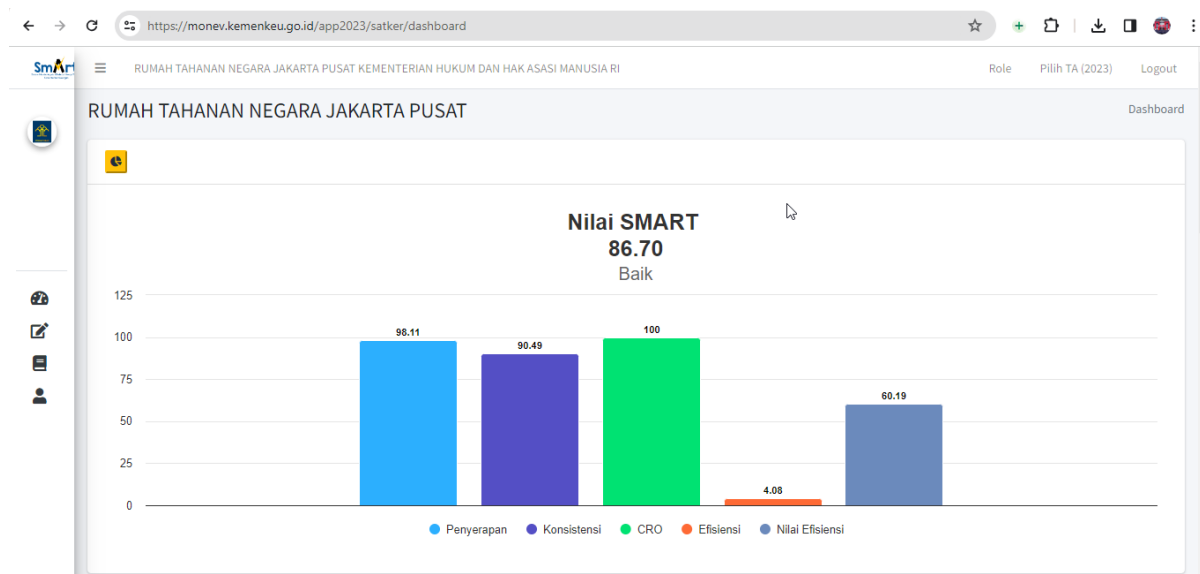 https://monev.kemenkeu.go.id/app2023/satker/dashboard
SmArt
RUMAH TAHANAN NEGARA JAKARTA PUSAT KEMENTERIAN HUKUM DAN HAK ASASI MANUSIA RI
Role Pilih TA (2023) Logout
RUMAH TAHANAN NEGARA JAKARTA PUSAT
Dashboard
Nilai SMART
86.70
Baik
125
100
75
50
25
0
98.11
90.49
100
4.08
60.19
Penyerapan Konsistensi CRO Efisiensi Nilai Efisiensi